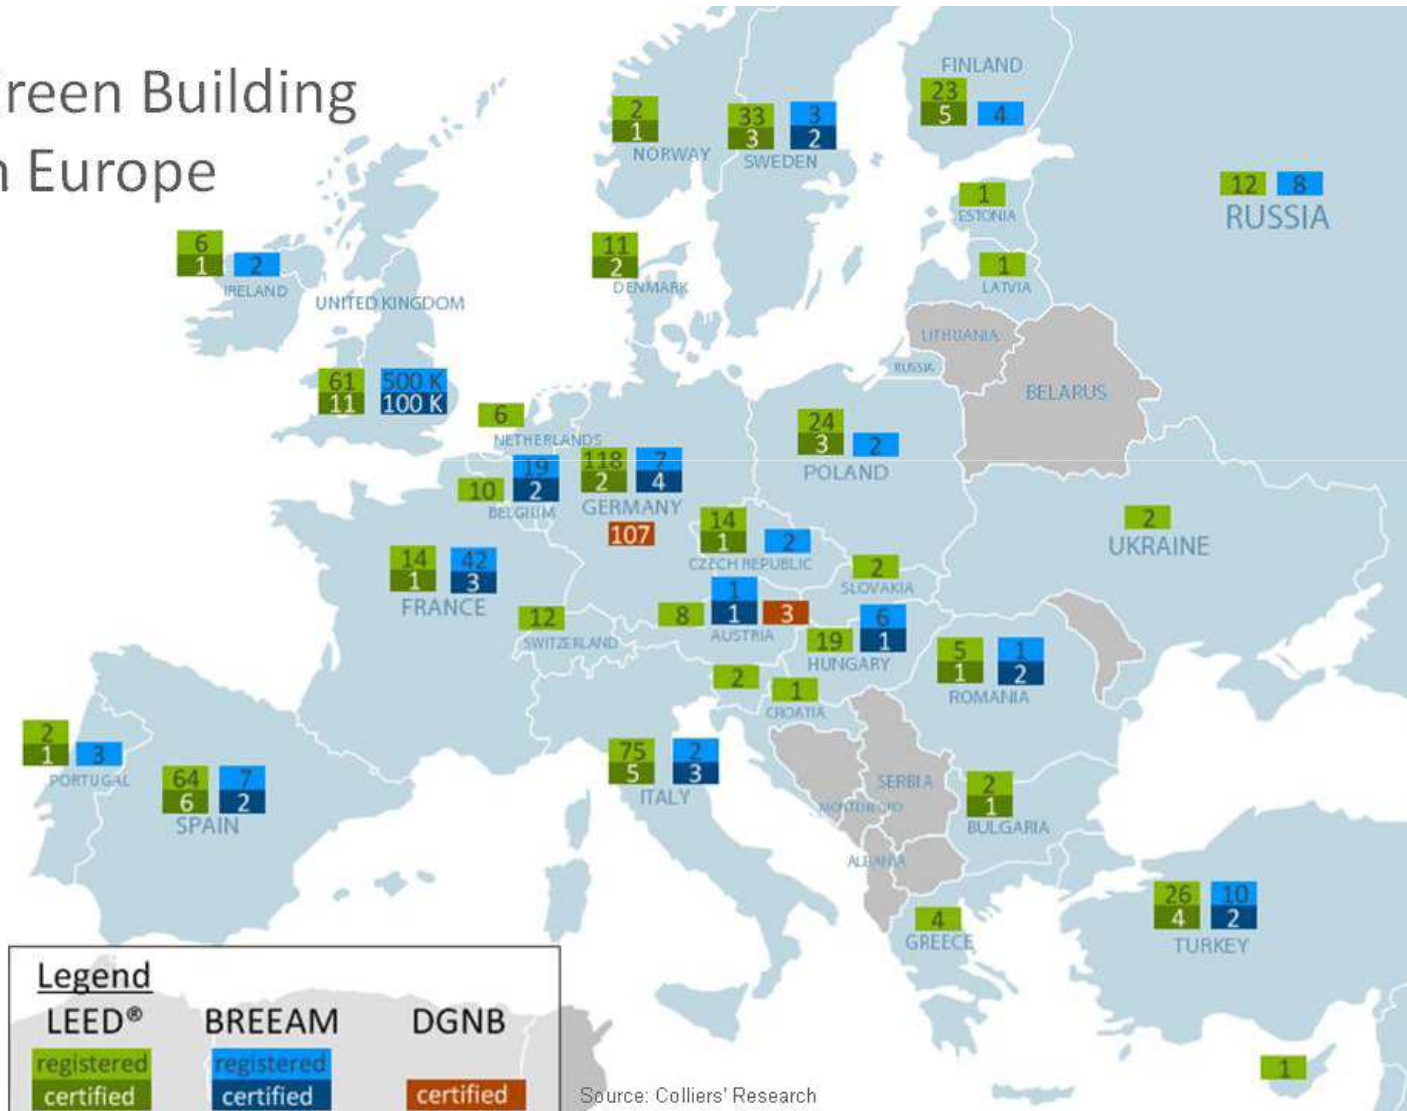 reen Building
n Europe
FINLAND
23
5
4
2
1
NORWAY
33
3
3
2
SWEDEN
12
8
RUSSIA
1
ESTONIA
6
1
2
IRELAND
11
2
DENMARK
1
LATVIA
UNITED KINGDOM
LITHUANIA
RUSSIA
BELARUS
61
11
500 K
100 K
6
NETHERLANDS
24
3
2
POLAND
10
19
2
BELGIUM
118
2
7
4
GERMANY
107
14
1
2
CZECH REPUBLIC
2
UKRAINE
14
1
42
3
FRANCE
2
SLOVAKIA
12
SWITZERLAND
8
1
1
3
AUSTRIA
19
6
1
HUNGARY
5
1
1
2
ROMANIA
2
1
CROATIA
2
1
3
PORTUGAL
64
6
7
2
SPAIN
75
5
2
3
ITALY
SERBIA
MONTENEGRO
2
1
BULGARIA
ALBANIA
4
GREECE
26
4
10
2
TURKEY
1
Legend
LEED® BREEAM DGNB
registered registered
certified certified certified
Source: Colliers' Research